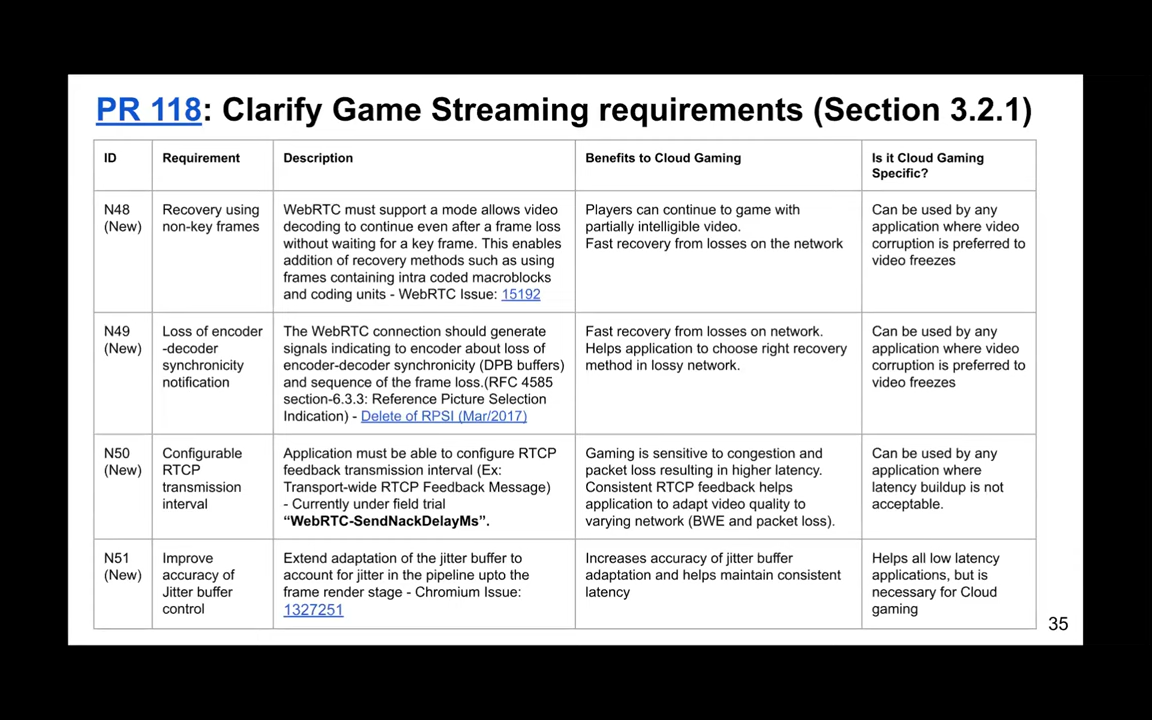 PR 118: Clarify Game Streaming requirements (Section 3.2.1)
ID
Requirement
Description
Benefits to Cloud Gaming
Is it Cloud Gaming
Specific?
N48
(New)
Recovery using
non-key frames
WebRTC must support a mode allows video
decoding to continue even after a frame loss
without waiting for a key frame. This enables
addition of recovery methods such as using
frames containing intra coded macroblocks
and coding units - WebRTC Issue: 15192
Players can continue to game with
partially intelligible video.
Fast recovery from losses on the network
Can be used by any
application where video
corruption is preferred to
video freezes
N49
(New)
Loss of encoder
-decoder
synchronicity
notification
The WebRTC connection should generate
signals indicating to encoder about loss of
encoder-decoder synchronicity (DPB buffers)
and sequence of the frame loss.(RFC 4585
section-6.3.3: Reference Picture Selection
Indication) - Delete of RPSI (Mar/2017)
Fast recovery from losses on network.
Helps application to choose right recovery
method in lossy network.
Can be used by any
application where video
corruption is preferred to
video freezes
N50
(New)
Configurable
RTCP
transmission
interval
Application must be able to configure RTCP
feedback transmission interval (Ex:
Transport-wide RTCP Feedback Message)
- Currently under field trial
“WebRTC-SendNackDelayMs”.
Gaming is sensitive to congestion and
packet loss resulting in higher latency.
Consistent RTCP feedback helps
application to adapt video quality to
varying network (BWE and packet loss).
Can be used by any
application where
latency buildup is not
acceptable.
N51
(New)
Improve
accuracy of
Jitter buffer
control
Extend adaptation of the jitter buffer to
account for jitter in the pipeline upto the
frame render stage - Chromium Issue:
1327251
Increases accuracy of jitter buffer
adaptation and helps maintain consistent
latency
Helps all low latency
applications, but is
necessary for Cloud
gaming
35